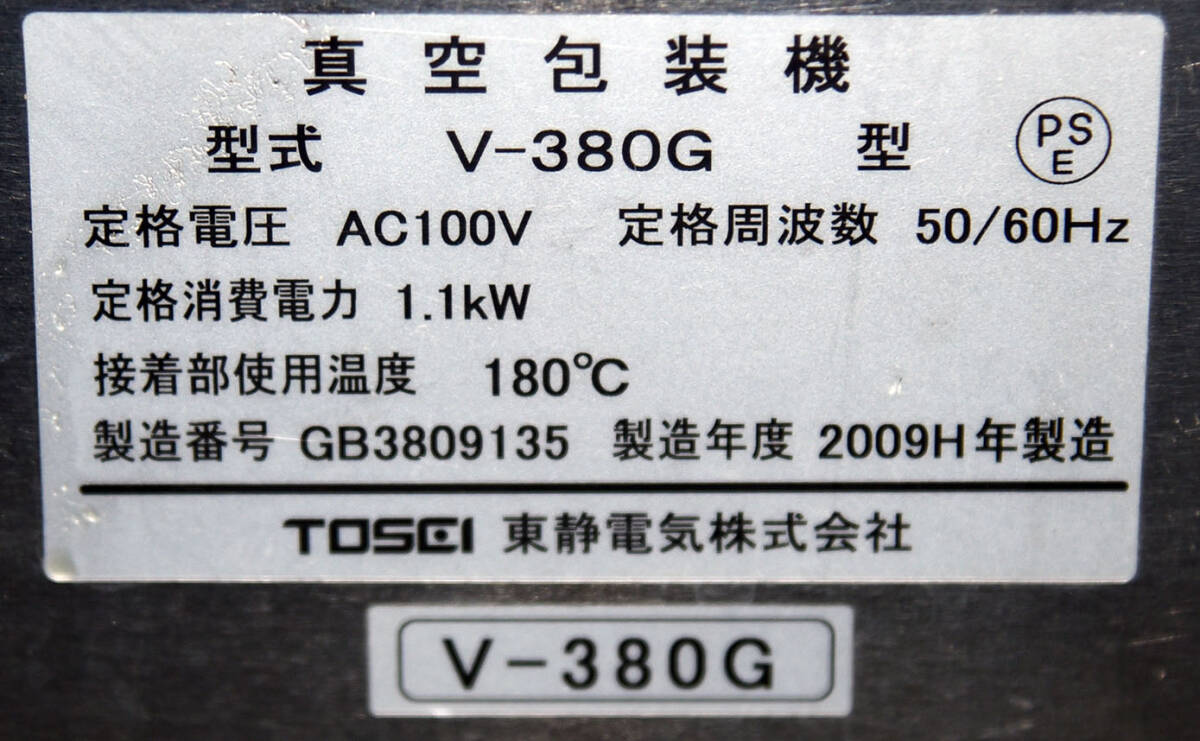 真空包装機
型式 V-380G 型 PSE
定格電圧 AC100V 定格周波数 50/60Hz
定格消費電力 1.1kW
接着部使用温度 180℃
製造番号 GB3809135 製造年度 2009H年製造
TOSEI 東静電気株式会社
V-380G